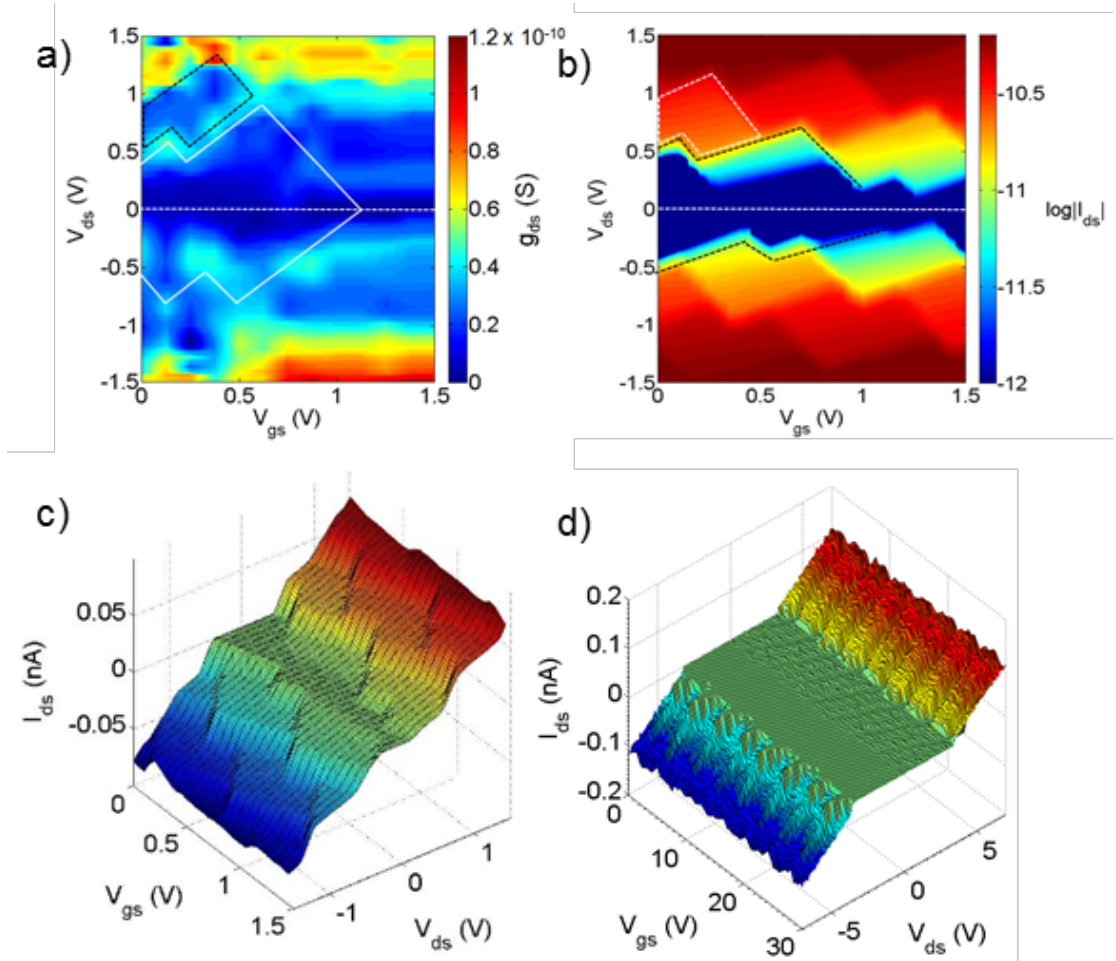 a)
1.5
1
0.5
0
-0.5
-1
-1.5
V_ds (V)
0 0.5 1 1.5
V_gs (V)
1.2 x 10^-10
1
0.8
0.6
0.4
0.2
0
g_ds (S)
b)
1.5
1
0.5
0
-0.5
-1
-1.5
V_ds (V)
0 0.5 1 1.5
V_gs (V)
-10.5
-11
-11.5
-12
log|I_ds|
c)
0.05
0
-0.05
I_ds (nA)
0
0.5
1
1.5
V_gs (V)
-1
0
1
V_ds (V)
d)
0.2
0.1
0
-0.1
-0.2
I_ds (nA)
0
10
20
30
V_gs (V)
-5
0
5
V_ds (V)